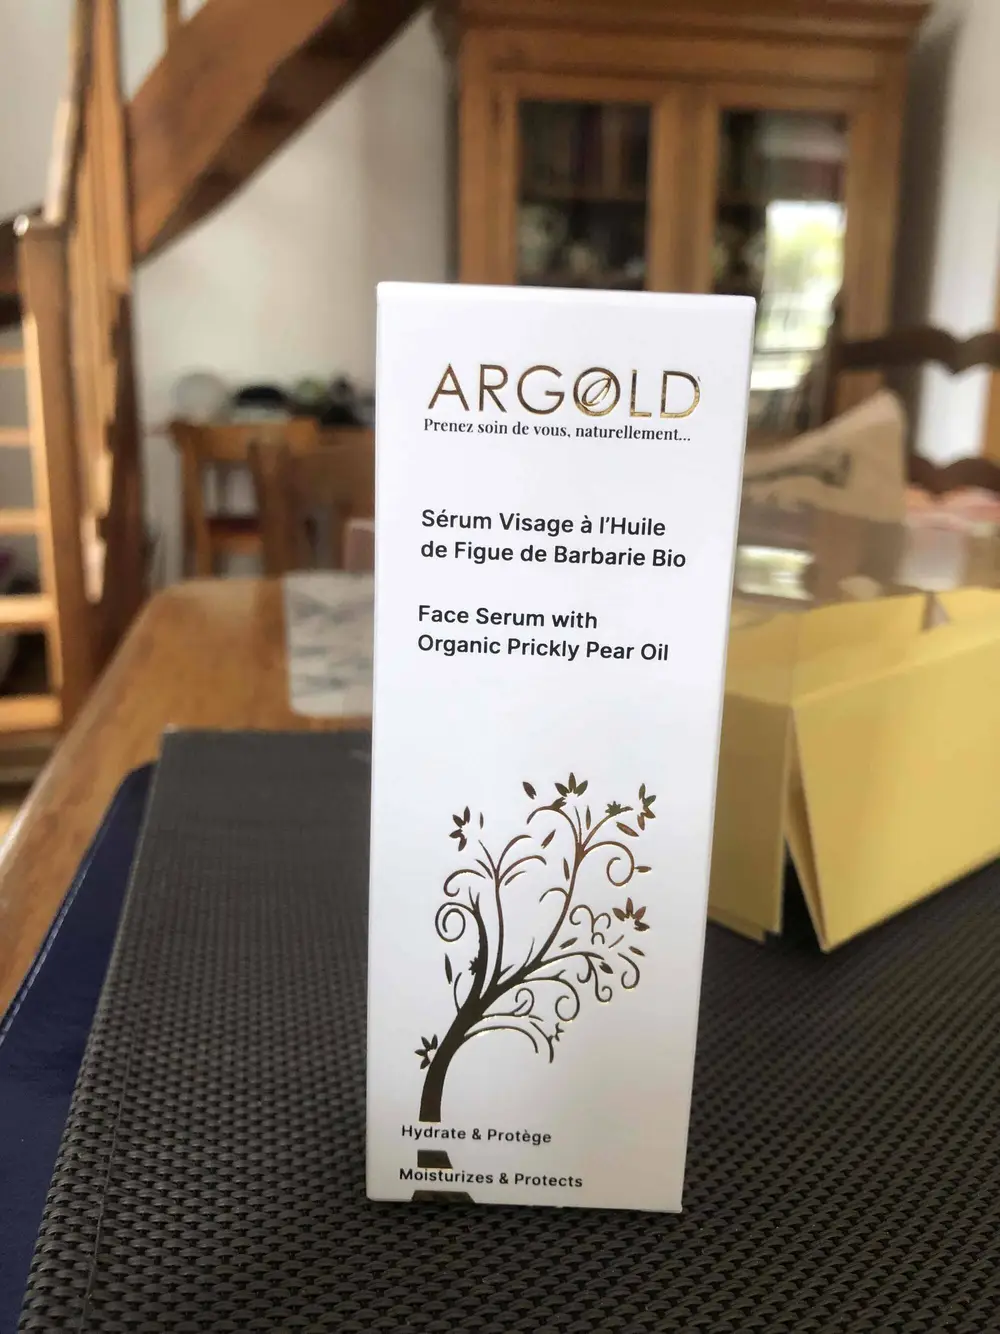 ARGOLD
Prenez soin de vous, naturellement...
Sérum Visage à l'Huile
de Figue de Barbarie Bio
Face Serum with
Organic Prickly Pear Oil
Hydrate & Protège
Moisturizes & Protects